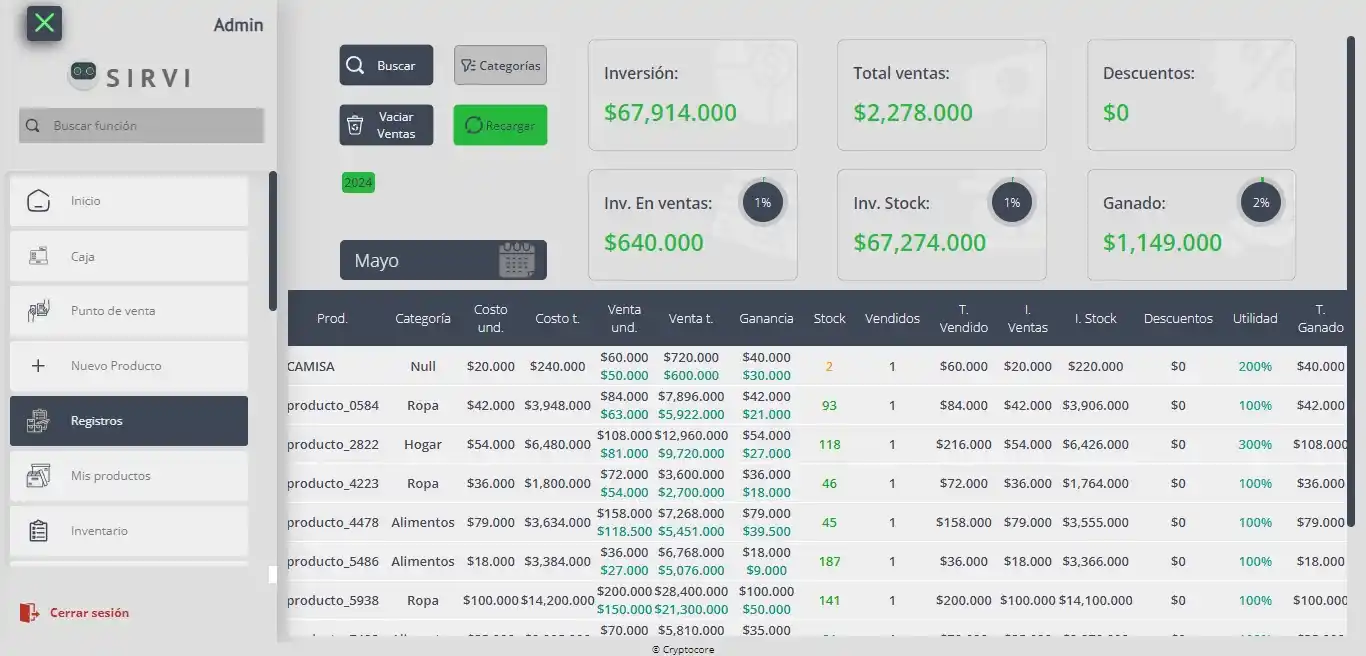 Admin
SIRVI
Buscar función
Inicio
Caja
Punto de venta
Nuevo Producto
Registros
Mis productos
Inventario
Cerrar sesión
Buscar
Categorías
Vaciar
Ventas
Recargar
2024
Mayo
Inversión:
$67,914.000
Total ventas:
$2,278.000
Descuentos:
$0
Inv. En ventas:
1%
$640.000
Inv. Stock:
1%
$67,274.000
Ganado:
2%
$1,149.000
Prod. Categoría Costo und. Costo t. Venta und. Venta t. Ganancia Stock Vendidos T. Vendido I. Ventas I. Stock Descuentos Utilidad T. Ganado
CAMISA Null $20.000 $240.000 $60.000 $720.000 $40.000 2 1 $60.000 $20.000 $220.000 $0 200% $40.000
$50.000 $600.000 $30.000
producto_0584 Ropa $42.000 $3,948.000 $84.000 $7,896.000 $42.000 93 1 $84.000 $42.000 $3,906.000 $0 100% $42.000
$63.000 $5,922.000 $21.000
producto_2822 Hogar $54.000 $6,480.000 $108.000 $12,960.000 $54.000 118 1 $216.000 $54.000 $6,426.000 $0 300% $108.000
$81.000 $9,720.000 $27.000
producto_4223 Ropa $36.000 $1,800.000 $72.000 $3,600.000 $36.000 46 1 $72.000 $36.000 $1,764.000 $0 100% $36.000
$54.000 $2,700.000 $18.000
producto_4478 Alimentos $79.000 $3,634.000 $158.000 $7,268.000 $79.000 45 1 $158.000 $79.000 $3,555.000 $0 100% $79.000
$118.500 $5,451.000 $39.500
producto_5486 Alimentos $18.000 $3,384.000 $36.000 $6,768.000 $18.000 187 1 $36.000 $18.000 $3,366.000 $0 100% $18.000
$27.000 $5,076.000 $9.000
producto_5938 Ropa $100.000 $14,200.000 $200.000 $28,400.000 $100.000 141 1 $200.000 $100.000 $14,100.000 $0 100% $100.000
$150.000 $21,300.000 $50.000
$70.000 $5,810.000 $35.000
© Cryptocore